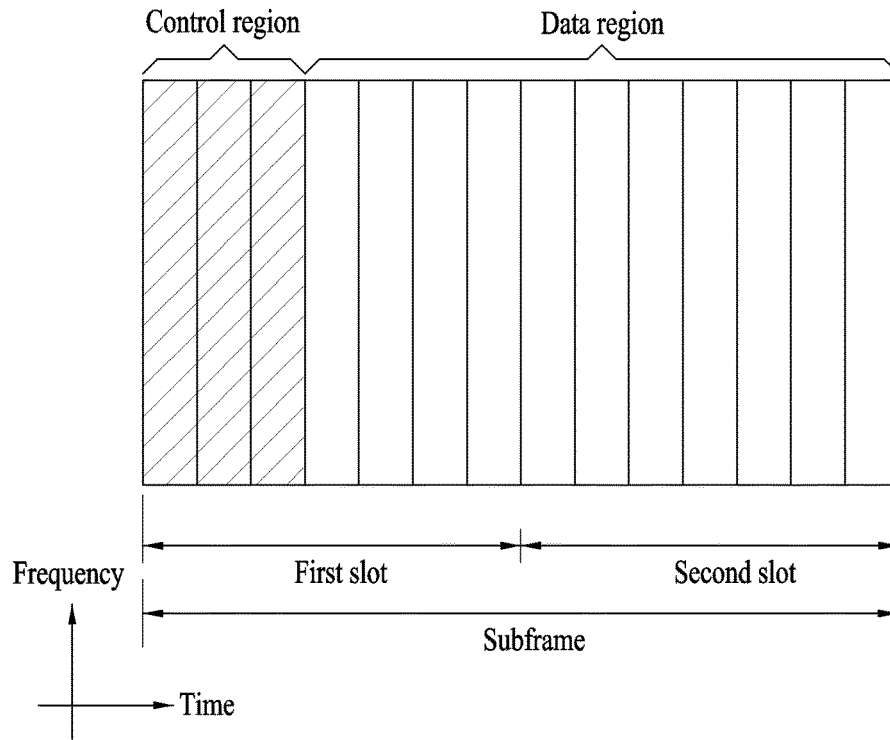 Control region
Data region
First slot
Second slot
Frequency
Subframe
Time